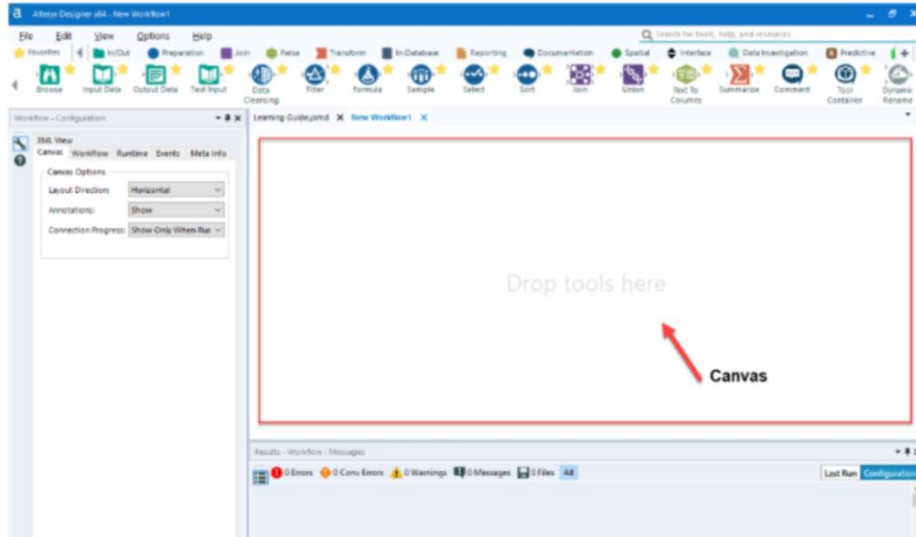 a Alteryx Designer x64 - New Workflow1
File Edit View Options Help
Search for tools, help, and resources
Favorites In/Out Preparation Join Parse Transform In-Database Reporting Documentation Spatial Interface Data Investigation Predictive
Browse Input Data Output Data Text Input Data Cleansing Filter Formula Sample Select Sort Join Union Text To Columns Summarize Comment Tool Container Dynamic Rename
Workflow - Configuration
Learning Guide.yxmd X New Workflow1 X
XML View
Canvas Workflow Runtime Events Meta Info
Canvas Options
Layout Direction: Horizontal
Annotations: Show
Connection Progress: Show Only When Run
Drop tools here
Canvas
Results - Workflow - Messages
0 Errors 0 Conv Errors 0 Warnings 0 Messages 0 Files All
Last Run Configuration